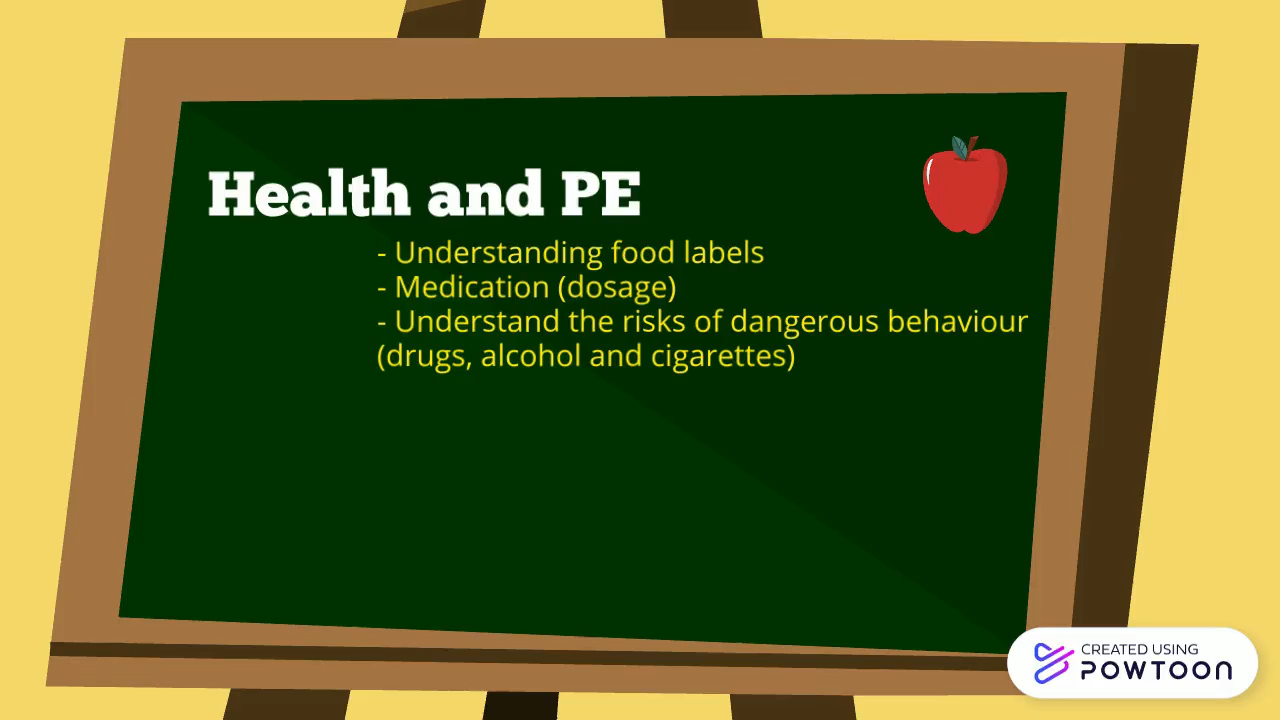 Health and PE
- Understanding food labels
- Medication (dosage)
- Understand the risks of dangerous behaviour
(drugs, alcohol and cigarettes)
CREATED USING
POWTOON